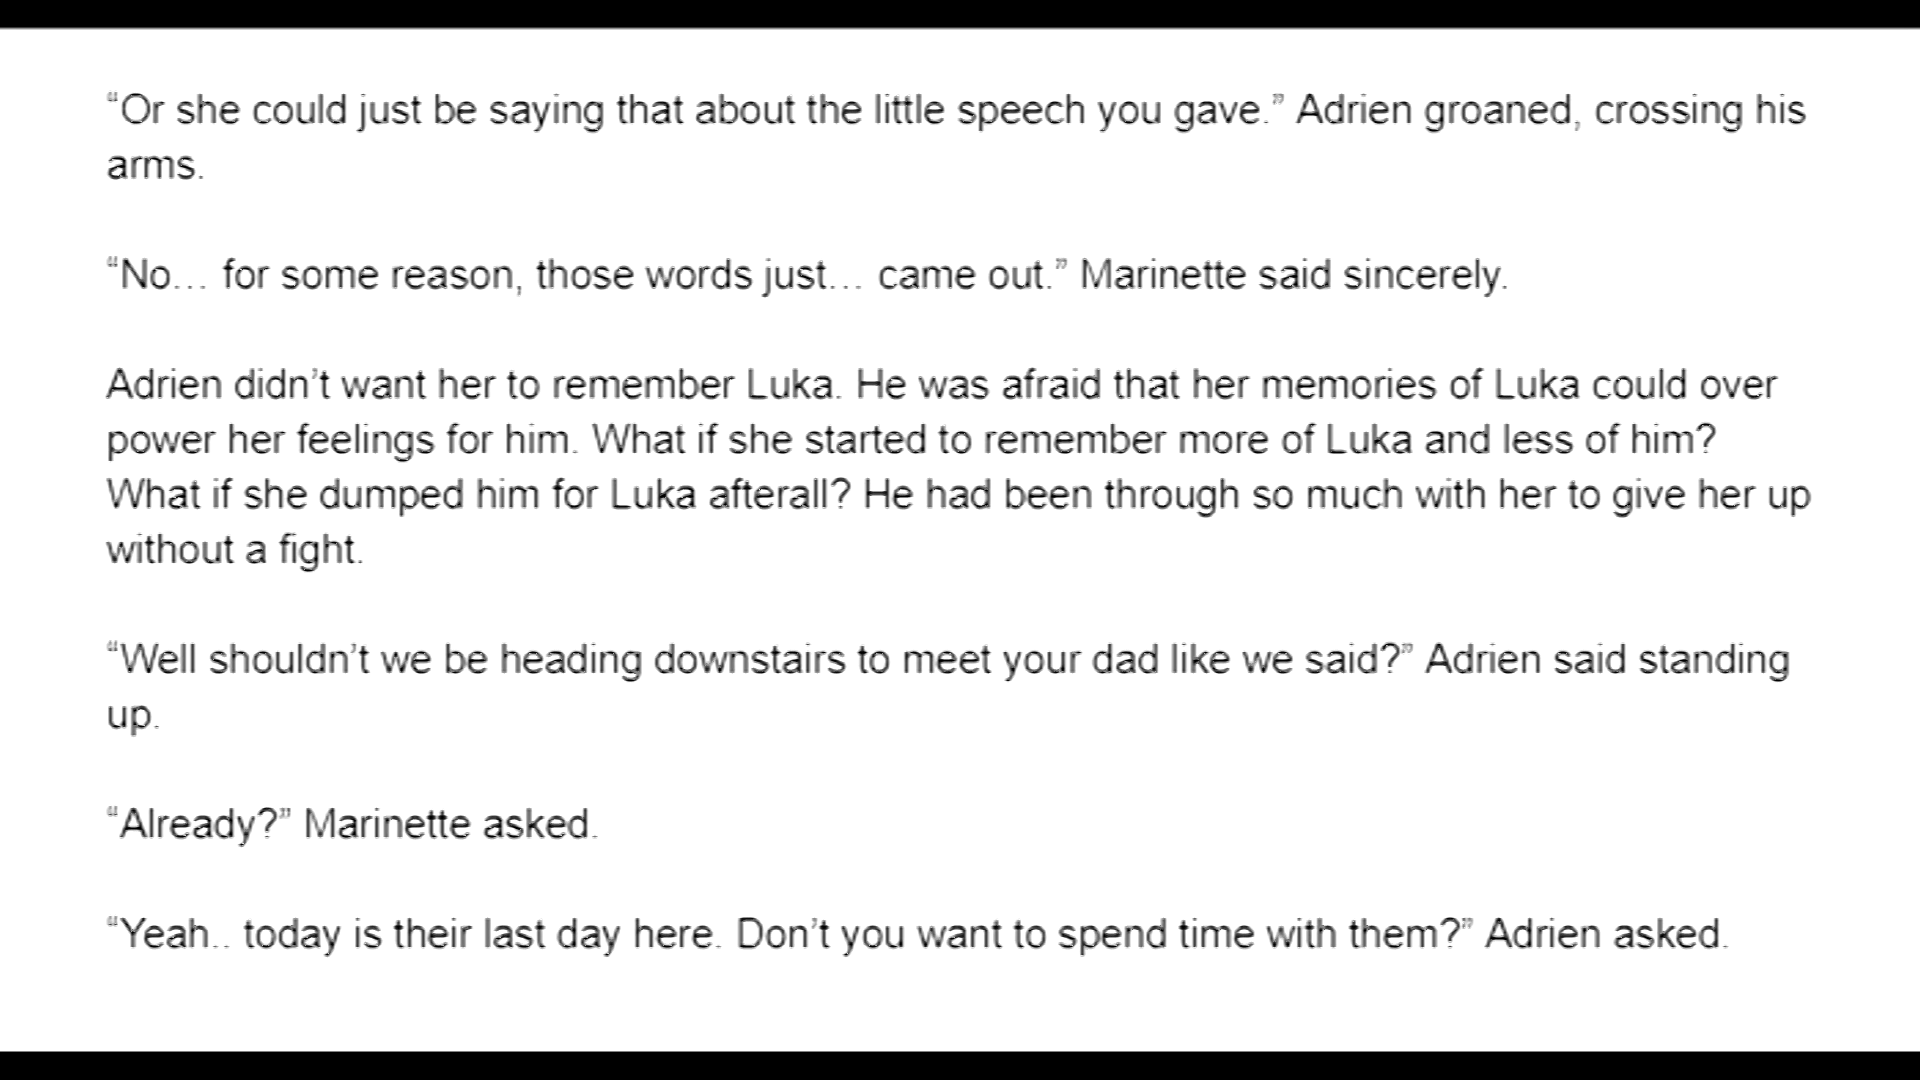 “Or she could just be saying that about the little speech you gave.” Adrien groaned, crossing his
arms.
“No... for some reason, those words just... came out.” Marinette said sincerely.
Adrien didn’t want her to remember Luka. He was afraid that her memories of Luka could over
power her feelings for him. What if she started to remember more of Luka and less of him?
What if she dumped him for Luka afterall? He had been through so much with her to give her up
without a fight.
“Well shouldn’t we be heading downstairs to meet your dad like we said?” Adrien said standing
up.
“Already?” Marinette asked.
“Yeah.. today is their last day here. Don’t you want to spend time with them?” Adrien asked.